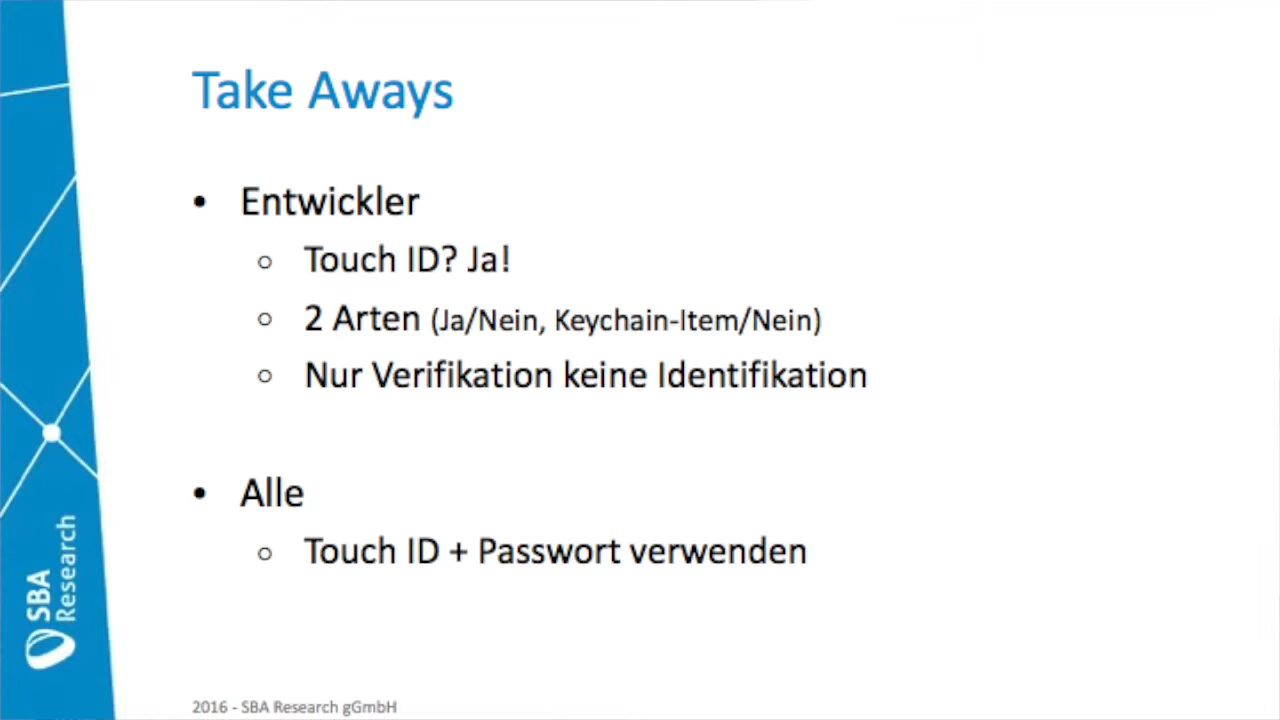 Take Aways
• Entwickler
○ Touch ID? Ja!
○ 2 Arten (Ja/Nein, Keychain-Item/Nein)
○ Nur Verifikation keine Identifikation
• Alle
○ Touch ID + Passwort verwenden
SBA
Research
2016 - SBA Research gGmbH